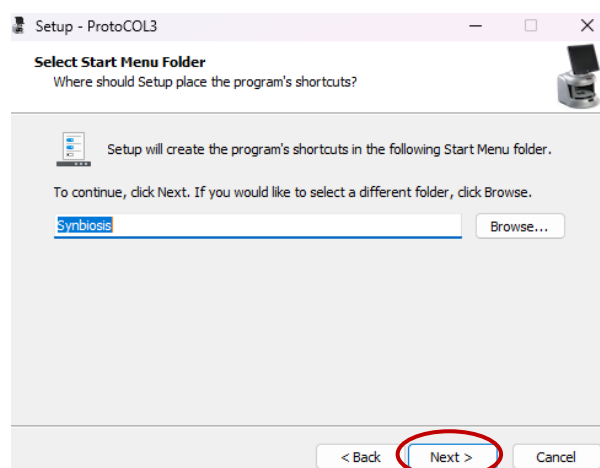 Setup - ProtoCOL3
Select Start Menu Folder
Where should Setup place the program's shortcuts?
Setup will create the program's shortcuts in the following Start Menu folder.
To continue, click Next. If you would like to select a different folder, click Browse.
Synbiosis
Browse...
< Back
Next >
Cancel